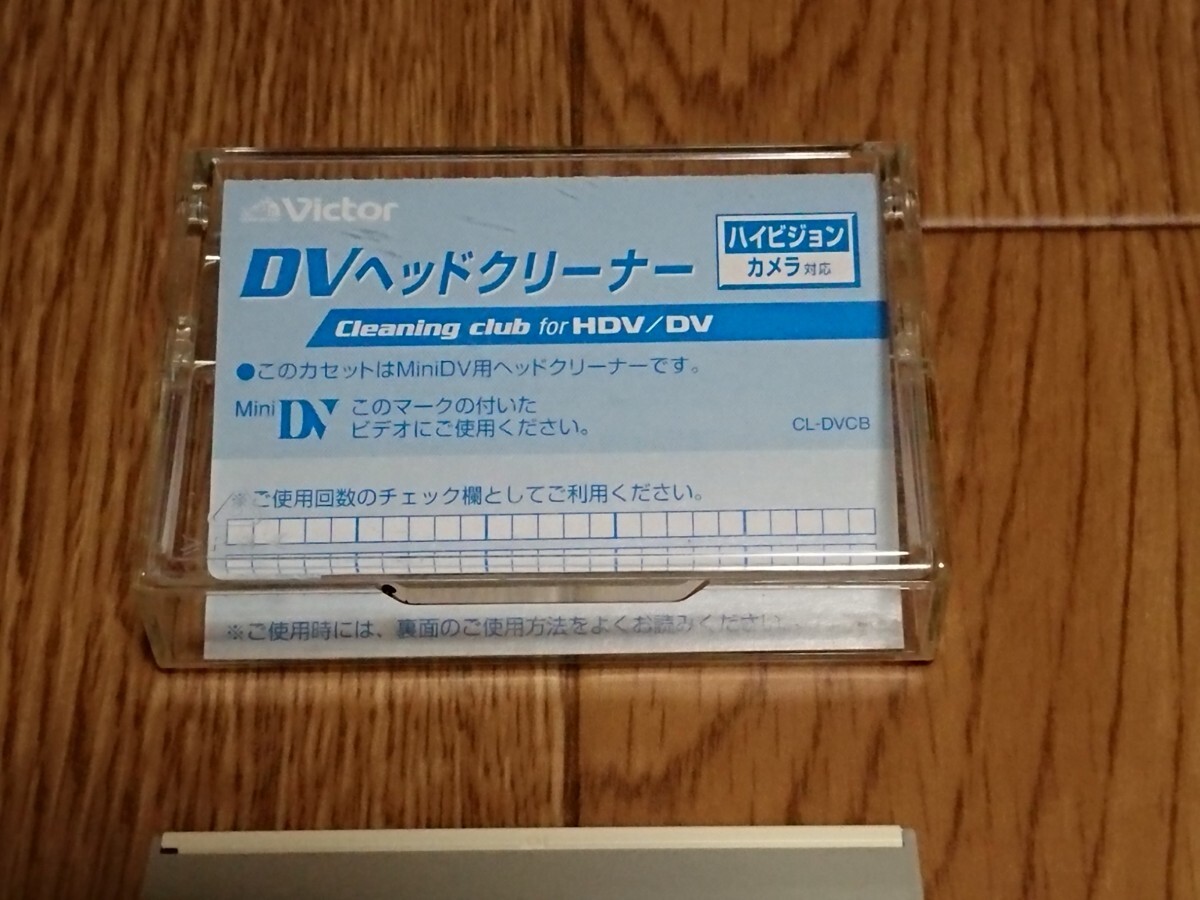 Victor
DVヘッドクリーナー
ハイビジョン
カメラ対応
Cleaning club for HDV/DV
●このカセットはMiniDV用ヘッドクリーナーです。
Mini DV このマークの付いた
ビデオにご使用ください。
CL-DVCB
※ご使用回数のチェック欄としてご利用ください。
※ご使用時には、裏面のご使用方法をよくお読みください。